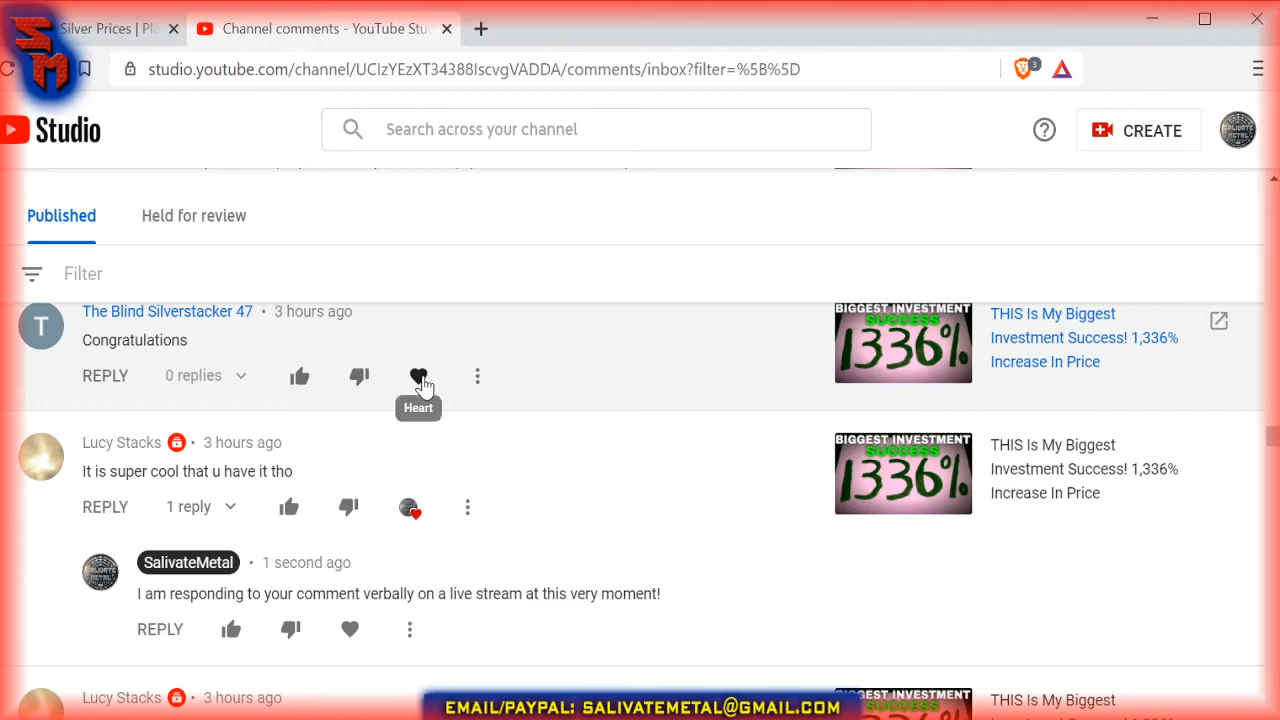 SM
Silver Prices | Pl
Channel comments - YouTube Stu
studio.youtube.com/channel/UCIzYEzXT34388IscvgVADDA/comments/inbox?filter=%5B%5D
3
Studio
Search across your channel
CREATE
Published
Held for review
Filter
T
The Blind Silverstacker 47 • 3 hours ago
Congratulations
REPLY
0 replies
Heart
BIGGEST INVESTMENT
SUCCESS
1336%
THIS Is My Biggest
Investment Success! 1,336%
Increase In Price
Lucy Stacks • 3 hours ago
It is super cool that u have it tho
REPLY
1 reply
BIGGEST INVESTMENT
SUCCESS
1336%
THIS Is My Biggest
Investment Success! 1,336%
Increase In Price
SalivateMetal • 1 second ago
I am responding to your comment verbally on a live stream at this very moment!
REPLY
Lucy Stacks • 3 hours ago
BIGGEST INVESTMENT
THIS Is My Biggest
EMAIL/PAYPAL: SALIVATEMETAL@GMAIL.COM